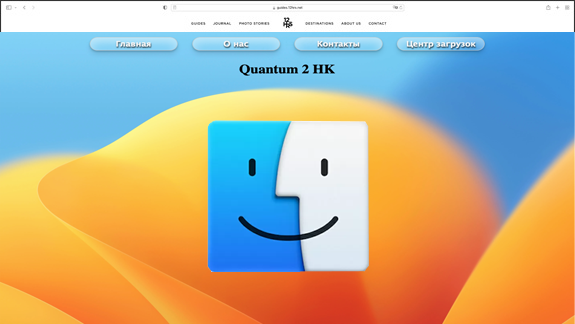 guides.12hrs.net
GUIDES JOURNAL PHOTO STORIES 12 HRS DESTINATIONS ABOUT US CONTACT
Главная О нас Контакты Центр загрузок
Quantum 2 HK